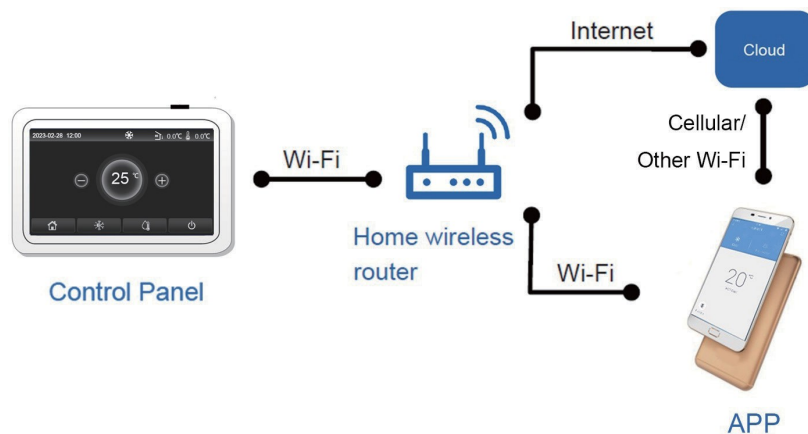 Internet
Cloud
2023-02-28 12:00
0.0℃
0.0℃
25 ℃
Wi-Fi
Cellular/
Other Wi-Fi
Home wireless
router
Wi-Fi
20 ℃
Control Panel
APP